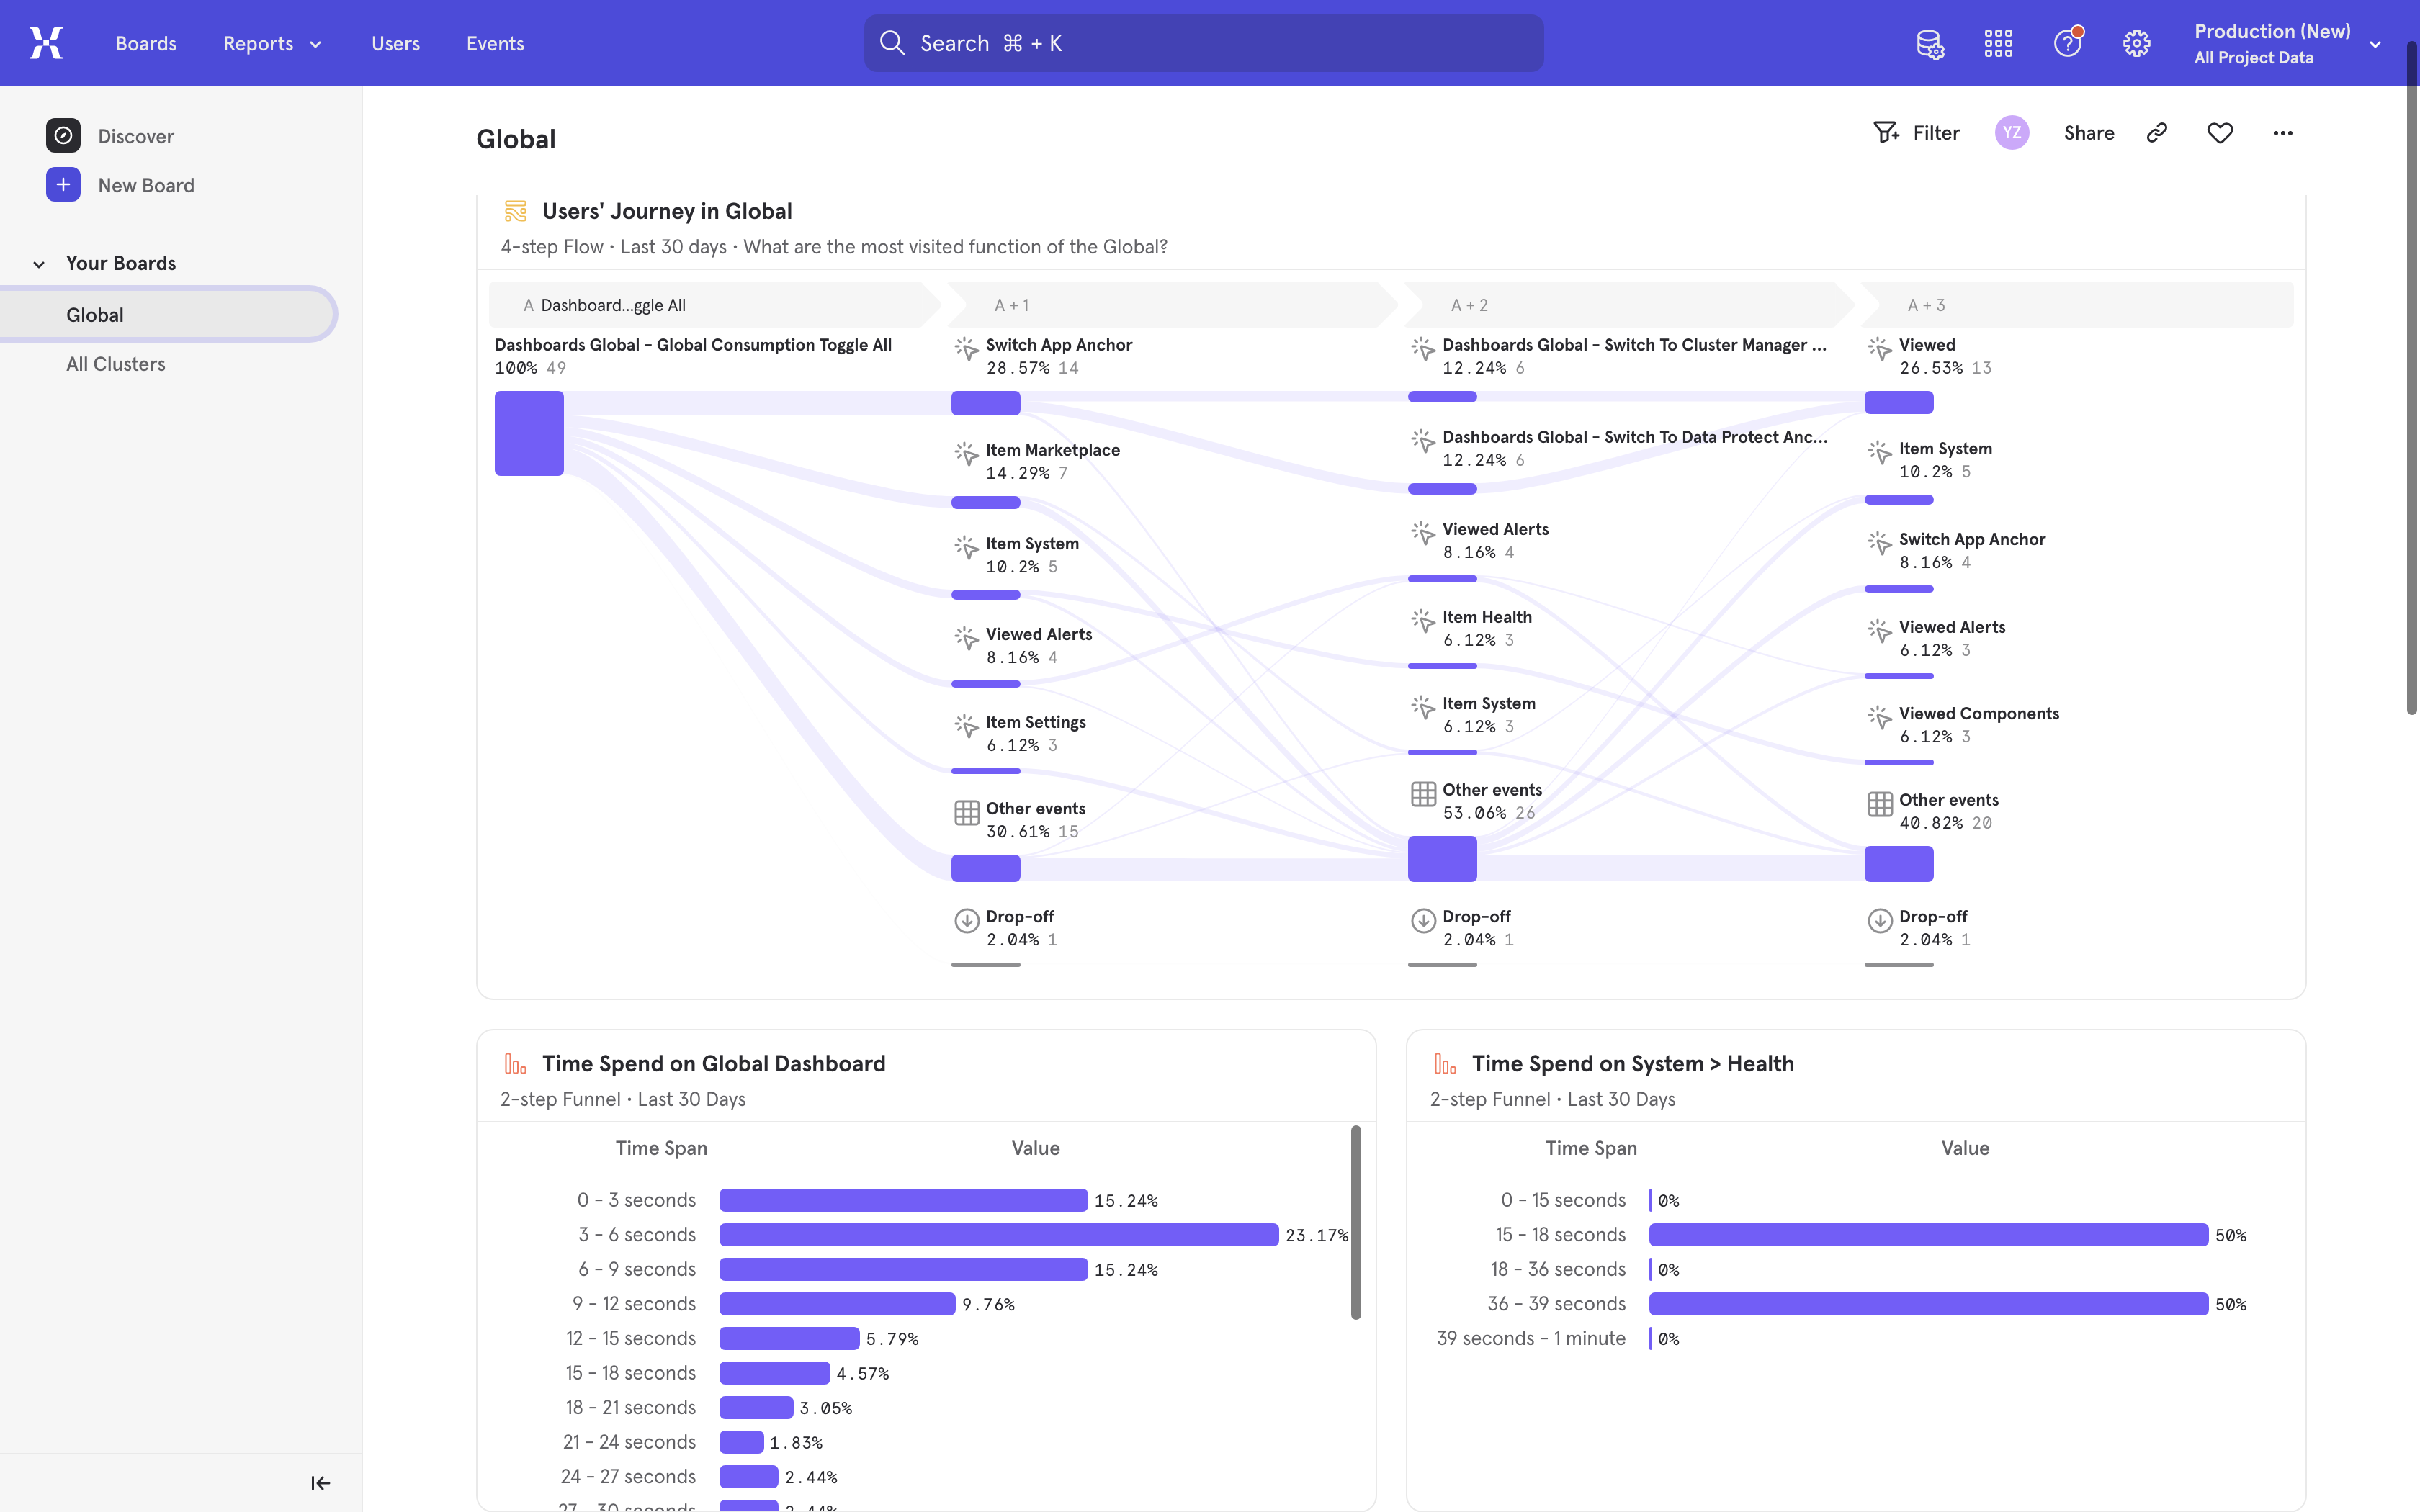 Boards
Reports
Users
Events
Search ⌘ + K
Production (New)
All Project Data
Discover
New Board
Your Boards
Global
All Clusters
Global
Filter
YZ
Share
Users' Journey in Global
4-step Flow • Last 30 days • What are the most visited function of the Global?
A Dashboard...ggle All
A + 1
A + 2
A + 3
Dashboards Global - Global Consumption Toggle All
100% 49
Switch App Anchor
28.57% 14
Item Marketplace
14.29% 7
Item System
10.2% 5
Viewed Alerts
8.16% 4
Item Settings
6.12% 3
Other events
30.61% 15
Drop-off
2.04% 1
Dashboards Global - Switch To Cluster Manager ...
12.24% 6
Dashboards Global - Switch To Data Protect Anc...
12.24% 6
Viewed Alerts
8.16% 4
Item Health
6.12% 3
Item System
6.12% 3
Other events
53.06% 26
Drop-off
2.04% 1
Viewed
26.53% 13
Item System
10.2% 5
Switch App Anchor
8.16% 4
Viewed Alerts
6.12% 3
Viewed Components
6.12% 3
Other events
40.82% 20
Drop-off
2.04% 1
Time Spend on Global Dashboard
2-step Funnel • Last 30 Days
Time Span Value
0 - 3 seconds 15.24%
3 - 6 seconds 23.17%
6 - 9 seconds 15.24%
9 - 12 seconds 9.76%
12 - 15 seconds 5.79%
15 - 18 seconds 4.57%
18 - 21 seconds 3.05%
21 - 24 seconds 1.83%
24 - 27 seconds 2.44%
27 - 30 seconds 2.44%
Time Spend on System > Health
2-step Funnel • Last 30 Days
Time Span Value
0 - 15 seconds 0%
15 - 18 seconds 50%
18 - 36 seconds 0%
36 - 39 seconds 50%
39 seconds - 1 minute 0%